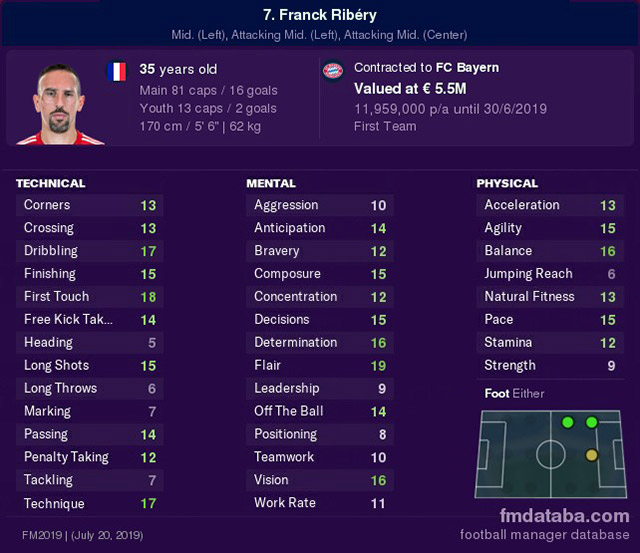 7. Franck Ribéry
Mid. (Left), Attacking Mid. (Left), Attacking Mid. (Center)
35 years old
Main 81 caps / 16 goals
Youth 13 caps / 2 goals
170 cm / 5' 6" | 62 kg
Contracted to FC Bayern
Valued at € 5.5M
11,959,000 p/a until 30/6/2019
First Team
TECHNICAL
Corners 13
Crossing 13
Dribbling 17
Finishing 15
First Touch 18
Free Kick Tak... 14
Heading 5
Long Shots 15
Long Throws 6
Marking 7
Passing 14
Penalty Taking 12
Tackling 7
Technique 17
MENTAL
Aggression 10
Anticipation 14
Bravery 12
Composure 15
Concentration 12
Decisions 15
Determination 16
Flair 19
Leadership 9
Off The Ball 14
Positioning 8
Teamwork 10
Vision 16
Work Rate 11
PHYSICAL
Acceleration 13
Agility 15
Balance 16
Jumping Reach 6
Natural Fitness 13
Pace 15
Stamina 12
Strength 9
Foot Either
FM2019 | (July 20, 2019)
fmdataba.com
football manager database